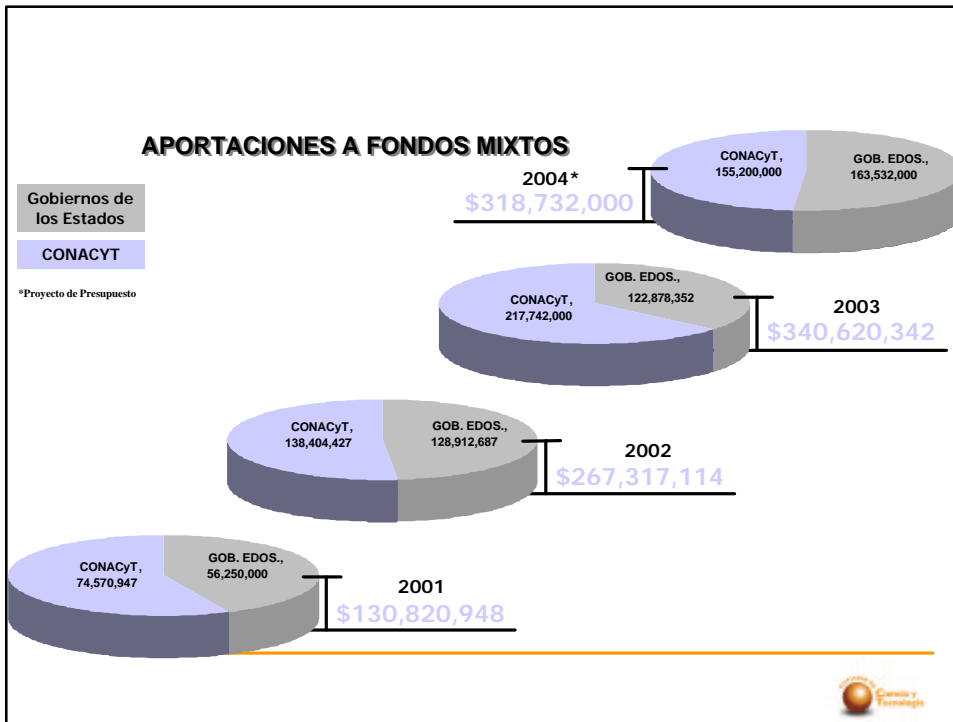 APORTACIONES A FONDOS MIXTOS
Gobiernos de
los Estados
CONACYT
*Proyecto de Presupuesto
2004*
$318,732,000
CONACyT,
155,200,000
GOB. EDOS.,
163,532,000
CONACyT,
217,742,000
GOB. EDOS.,
122,878,352
2003
$340,620,342
CONACyT,
138,404,427
GOB. EDOS.,
128,912,687
2002
$267,317,114
CONACyT,
74,570,947
GOB. EDOS.,
56,250,000
2001
$130,820,948
Ciencia y
Tecnología